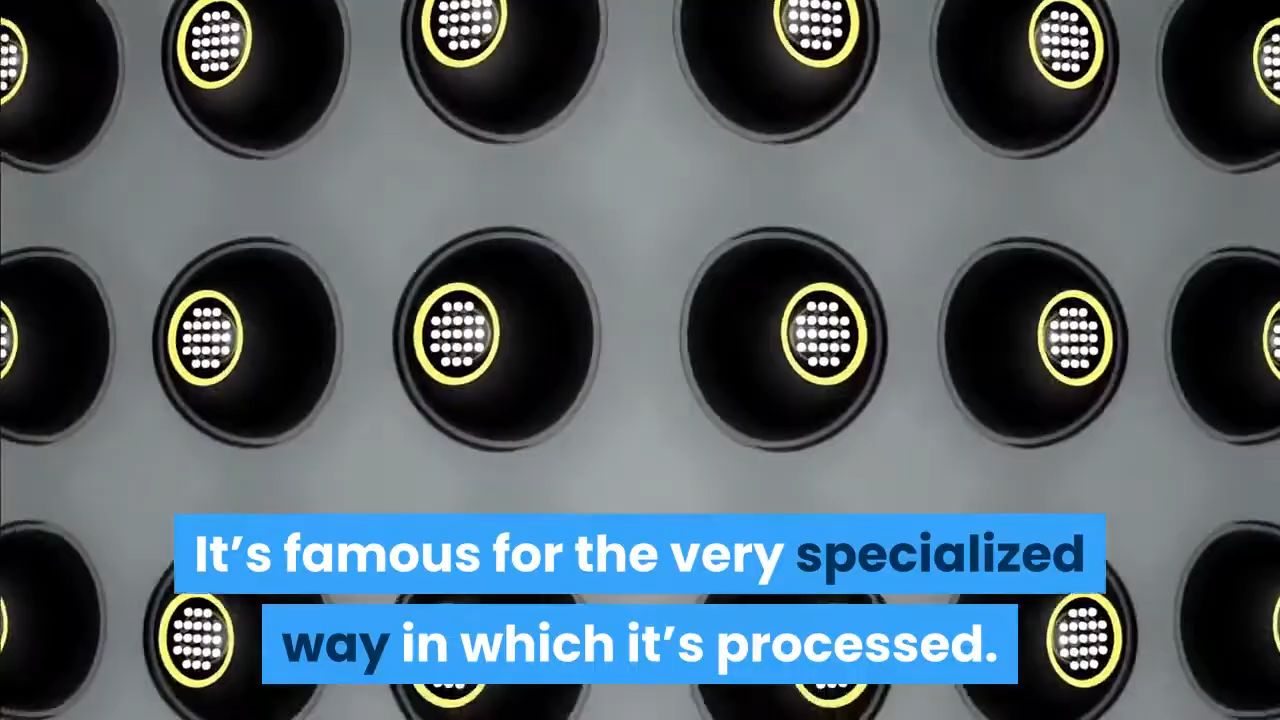 It’s famous for the very specialized
way in which it’s processed.